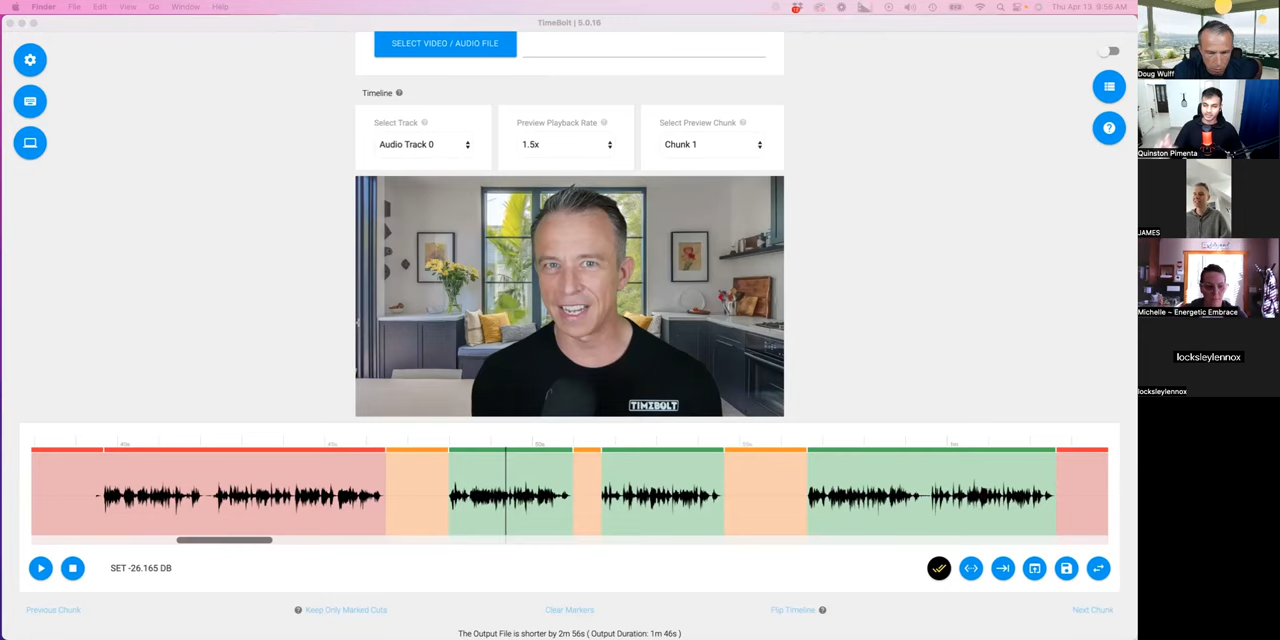 Finder File Edit View Go Window Help
Thu Apr 13 9:56 AM
TimeBolt | 5.0.16
SELECT VIDEO / AUDIO FILE
Timeline
Select Track
Preview Playback Rate
Select Preview Chunk
Audio Track 0
1.5x
Chunk 1
TIMEBOLT
40s
45s
50s
55s
SET -26.165 DB
Previous Chunk
Keep Only Marked Cuts
Clear Markers
Flip Timeline
Next Chunk
The Output File is shorter by 2m 56s ( Output Duration: 1m 46s )
Doug Wulff
Quinston Pimenta
JAMES
Michelle ~ Energetic Embrace
locksleylennox
locksleylennox